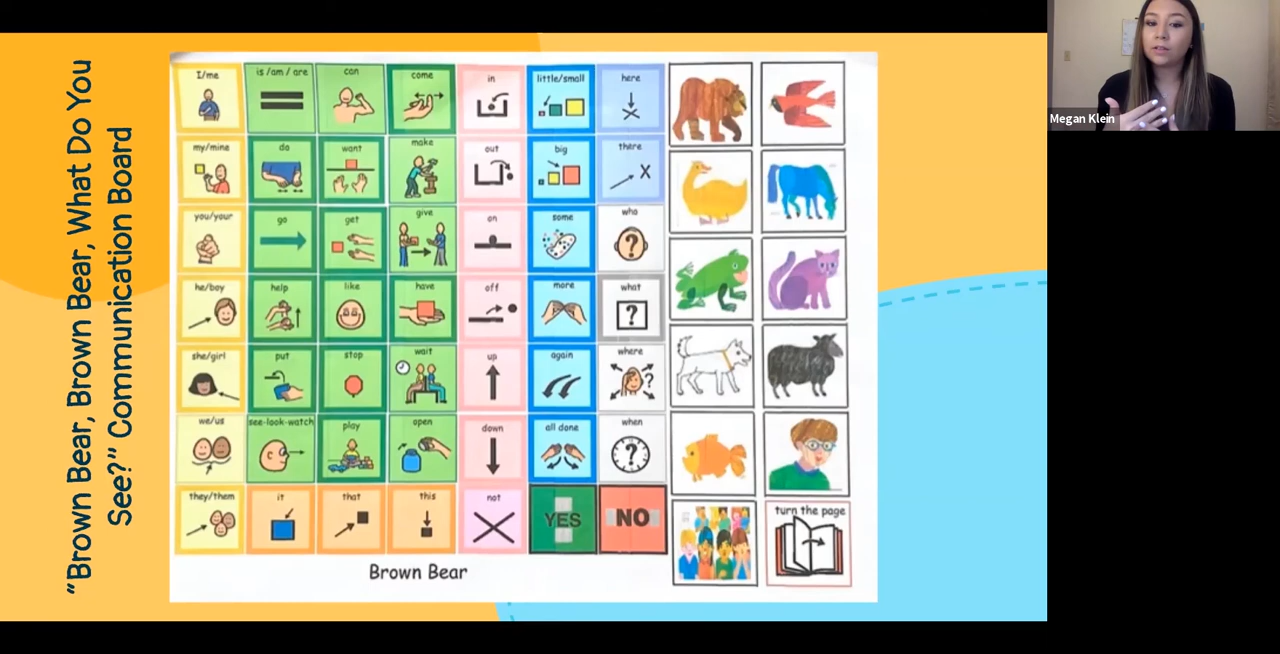 "Brown Bear, Brown Bear, What Do You
See?" Communication Board
I/me
is /am / are
can
come
in
little/small
here
my/mine
do
want
make
out
big
there
X
you/your
go
get
give
on
some
who
?
he/boy
help
like
have
off
more
what
?
she/girl
put
stop
wait
up
again
where
?
we/us
see-look-watch
play
open
down
all done
when
?
they/them
it
that
this
not
YES
NO
turn the page
Brown Bear
Megan Klein